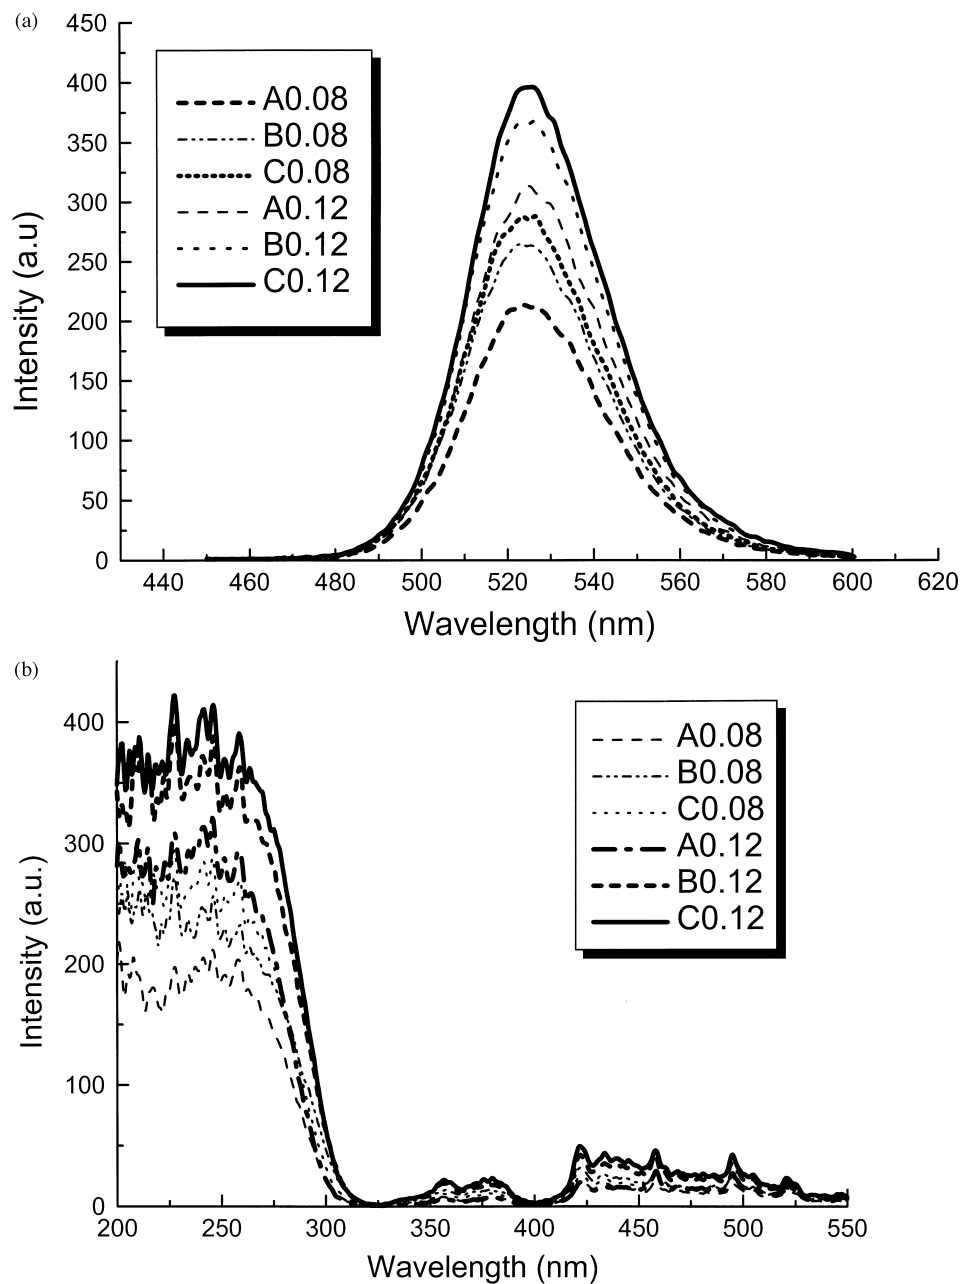 (a)
450
400
350
300
250
200
150
100
50
0
Intensity (a.u)
A0.08
B0.08
C0.08
A0.12
B0.12
C0.12
440 460 480 500 520 540 560 580 600 620
Wavelength (nm)
(b)
400
300
200
100
0
Intensity (a.u.)
A0.08
B0.08
C0.08
A0.12
B0.12
C0.12
200 250 300 350 400 450 500 550
Wavelength (nm)